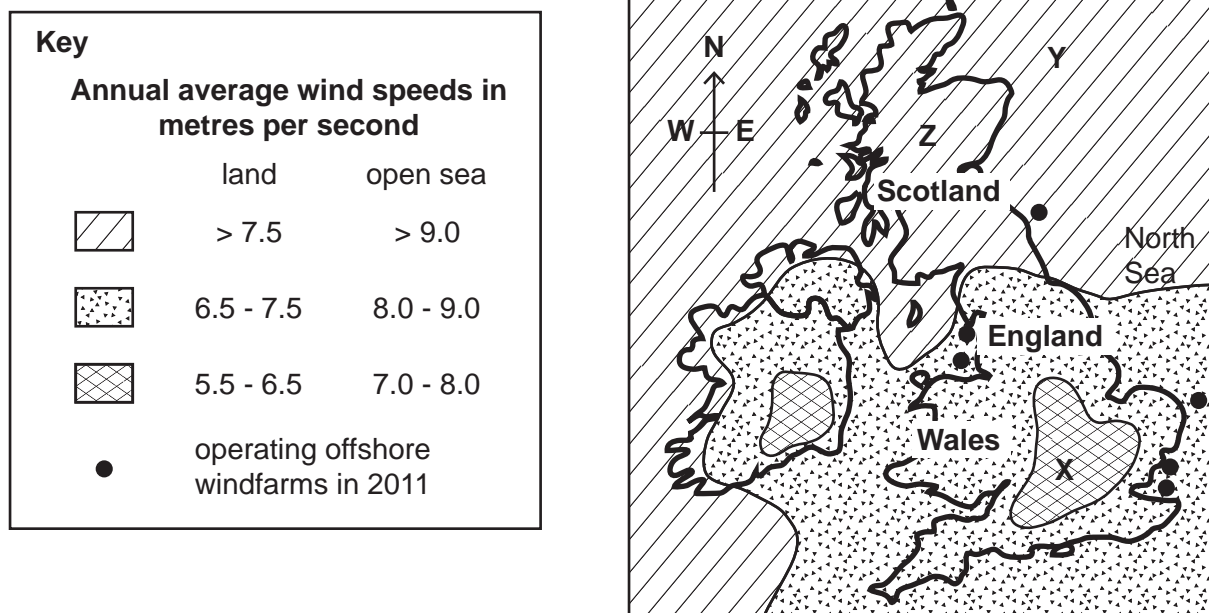 Key
Annual average wind speeds in
metres per second
land open sea
> 7.5 > 9.0
6.5 - 7.5 8.0 - 9.0
5.5 - 6.5 7.0 - 8.0
operating offshore
windfarms in 2011
N
W E
Y
Z
Scotland
North
Sea
England
Wales
X